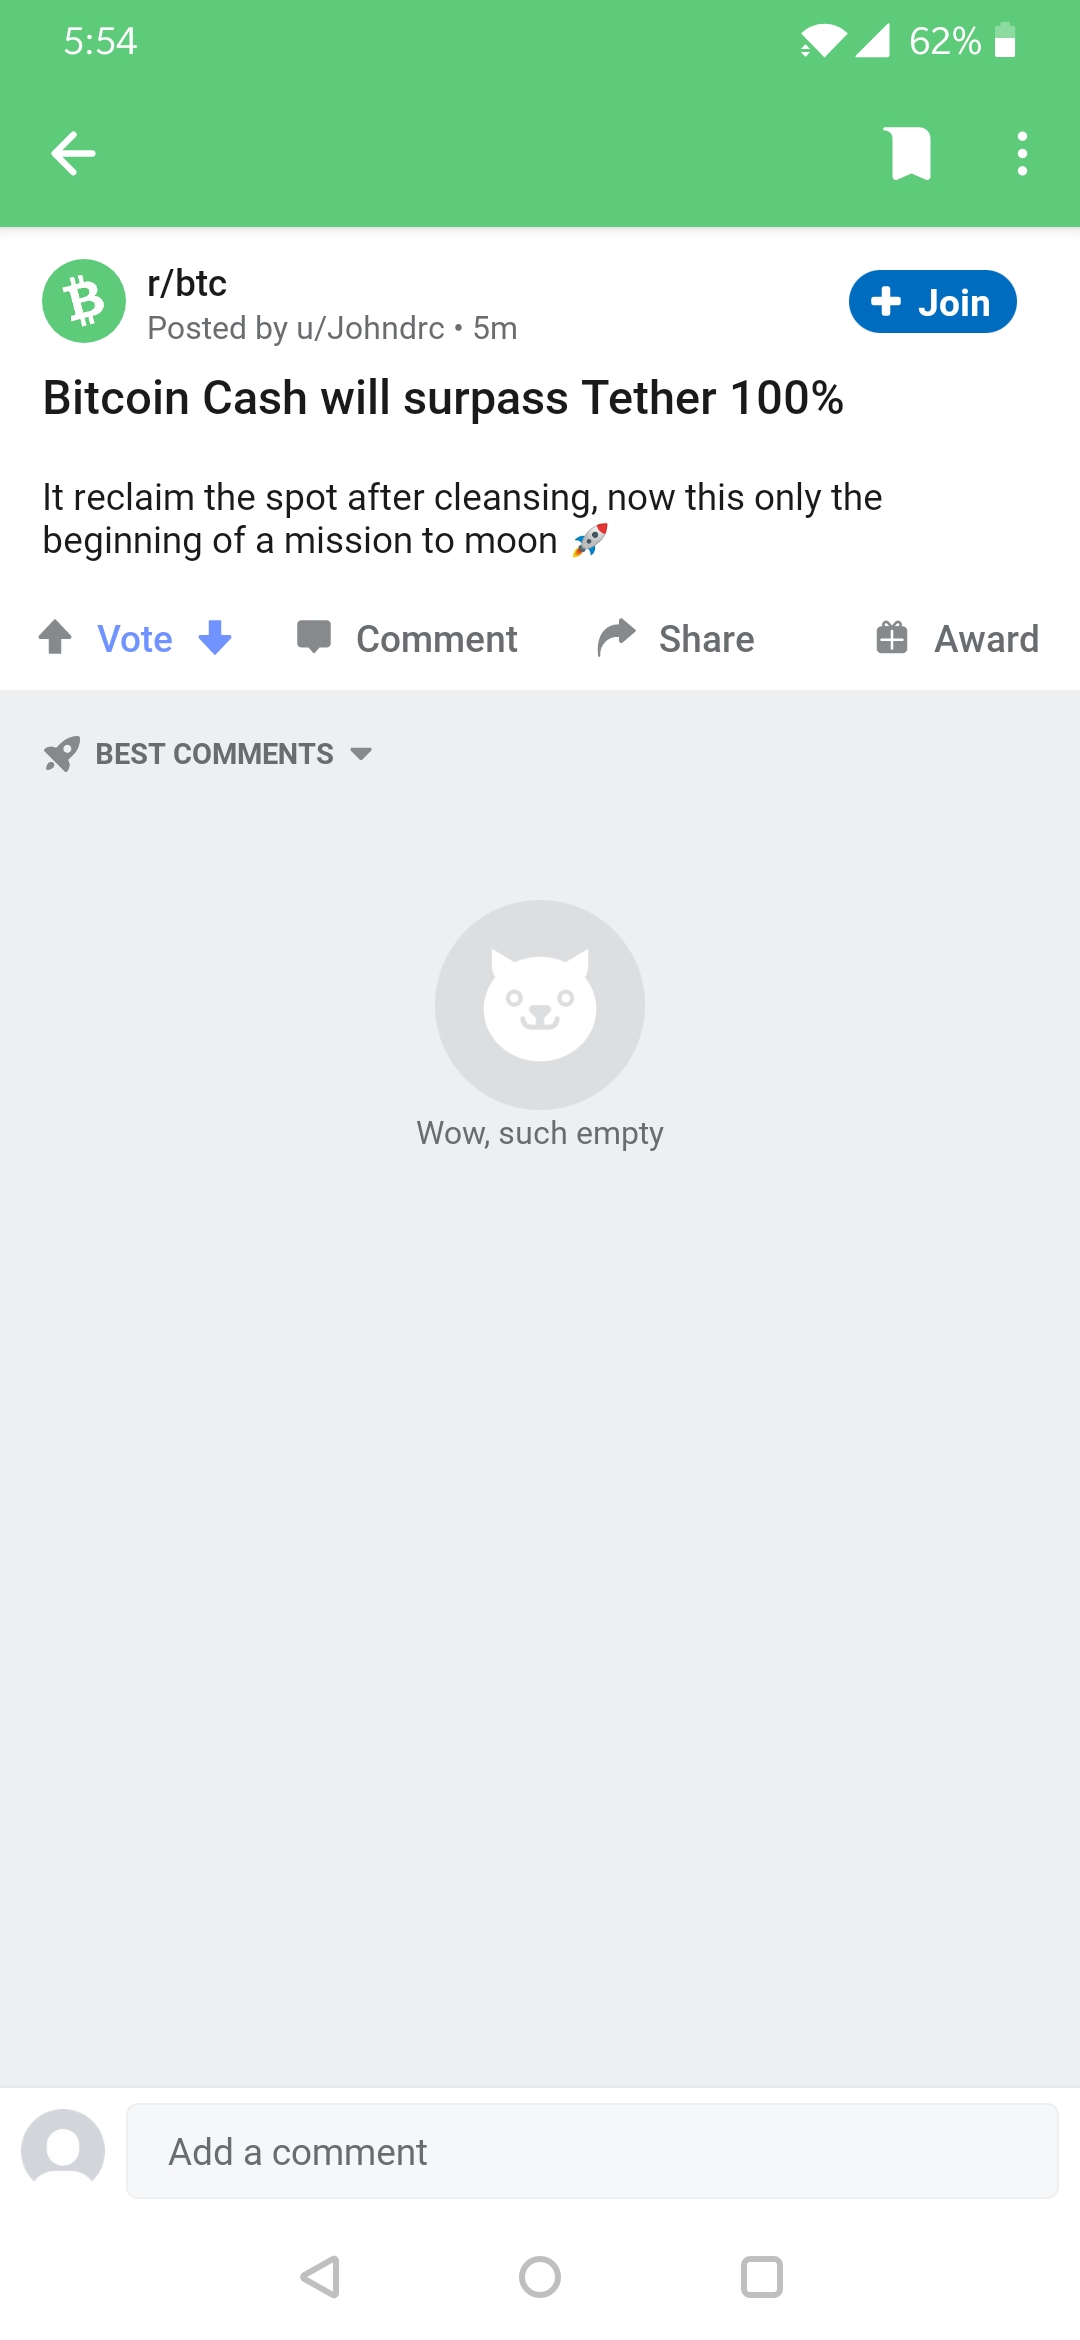 5:54
62%
r/btc
Posted by u/Johndrc • 5m
Join
Bitcoin Cash will surpass Tether 100%
It reclaim the spot after cleansing, now this only the
beginning of a mission to moon 🚀
Vote
Comment
Share
Award
BEST COMMENTS
Wow, such empty
Add a comment